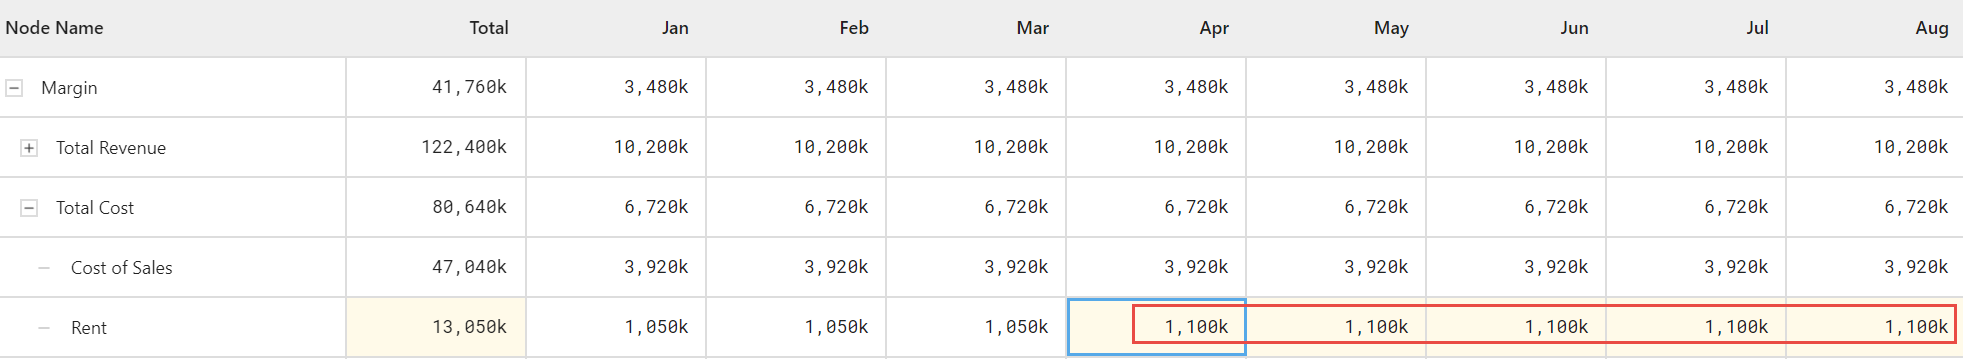 Node Name Total Jan Feb Mar Apr May Jun Jul Aug
Margin 41,760k 3,480k 3,480k 3,480k 3,480k 3,480k 3,480k 3,480k 3,480k
Total Revenue 122,400k 10,200k 10,200k 10,200k 10,200k 10,200k 10,200k 10,200k 10,200k
Total Cost 80,640k 6,720k 6,720k 6,720k 6,720k 6,720k 6,720k 6,720k 6,720k
Cost of Sales 47,040k 3,920k 3,920k 3,920k 3,920k 3,920k 3,920k 3,920k 3,920k
Rent 13,050k 1,050k 1,050k 1,050k 1,100k 1,100k 1,100k 1,100k 1,100k